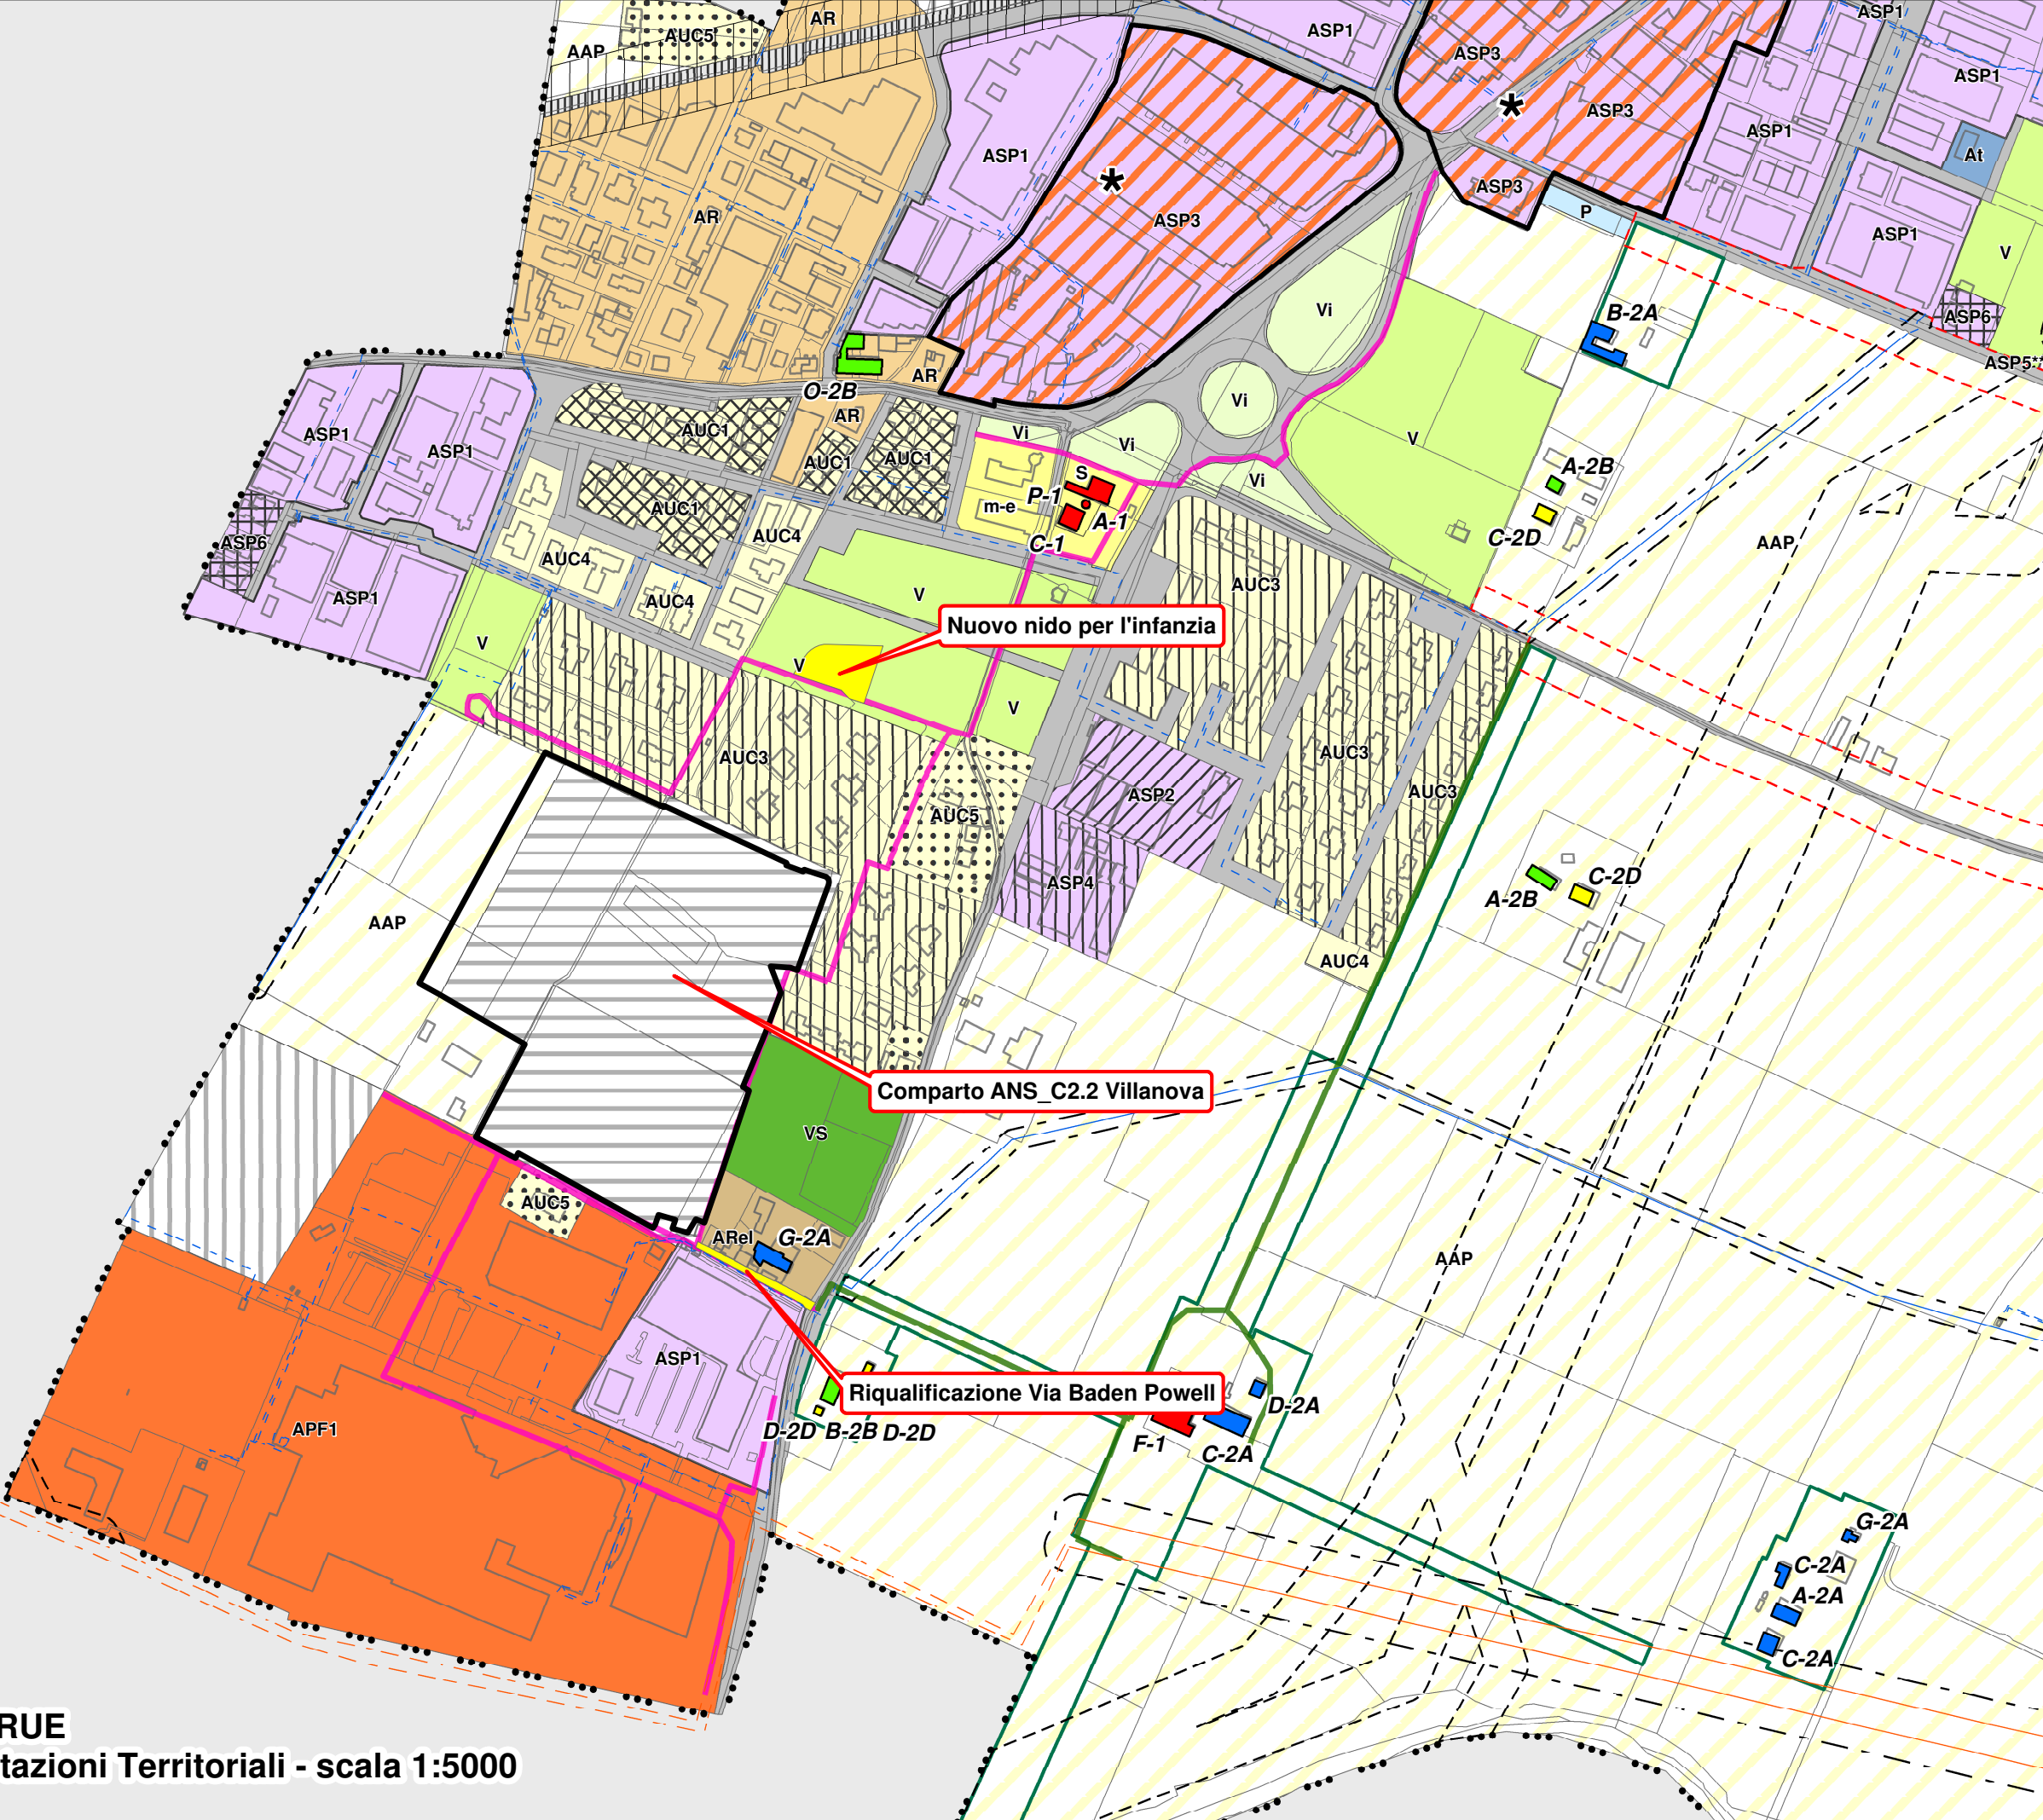 AR
ASP1
AUC5
AAP
ASP1
ASP3
ASP1
ASP3
ASP1
ASP1
At
AR
ASP3
ASP3
P
ASP1
V
Vi
B-2A
ASP6
ASP5**
O-2B
AR
AR
Vi
ASP1
ASP1
AUC1
AUC1
AUC1
Vi
Vi
V
S
P-1
m-e
A-1
C-1
Vi
A-2B
C-2D
AUC1
AUC4
ASP6
AUC4
AUC4
ASP1
V
AUC3
AAP
Nuovo nido per l'infanzia
V
V
V
AUC3
AUC3
AUC3
ASP2
AUC5
ASP4
C-2D
A-2B
AAP
AUC4
Comparto ANS_C2.2 Villanova
VS
AUC5
ARel
G-2A
AAP
ASP1
Riqualificazione Via Baden Powell
D-2A
APF1
D-2D
B-2B
D-2D
F-1
C-2A
G-2A
C-2A
A-2A
C-2A
RUE
tazioni Territoriali - scala 1:5000